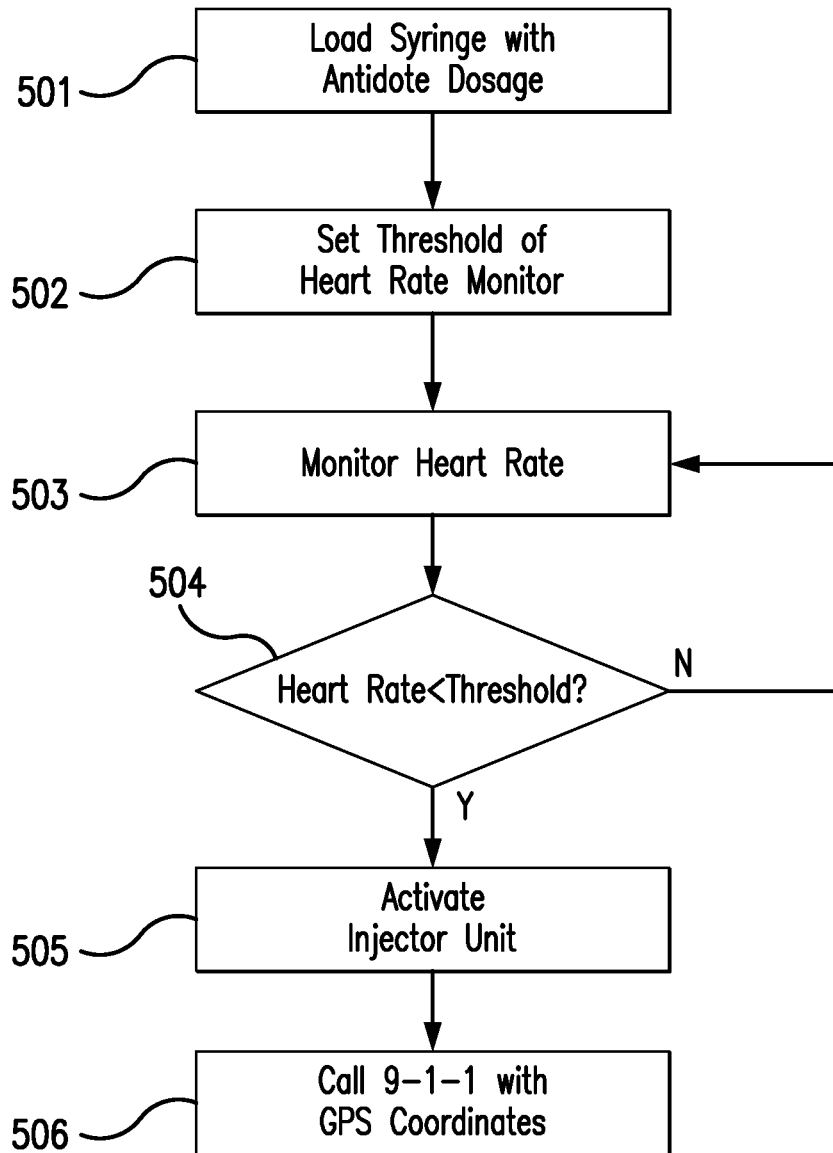 501
Load Syringe with
Antidote Dosage
502
Set Threshold of
Heart Rate Monitor
503
Monitor Heart Rate
504
Heart Rate<Threshold?
N
Y
505
Activate
Injector Unit
506
Call 9-1-1 with
GPS Coordinates